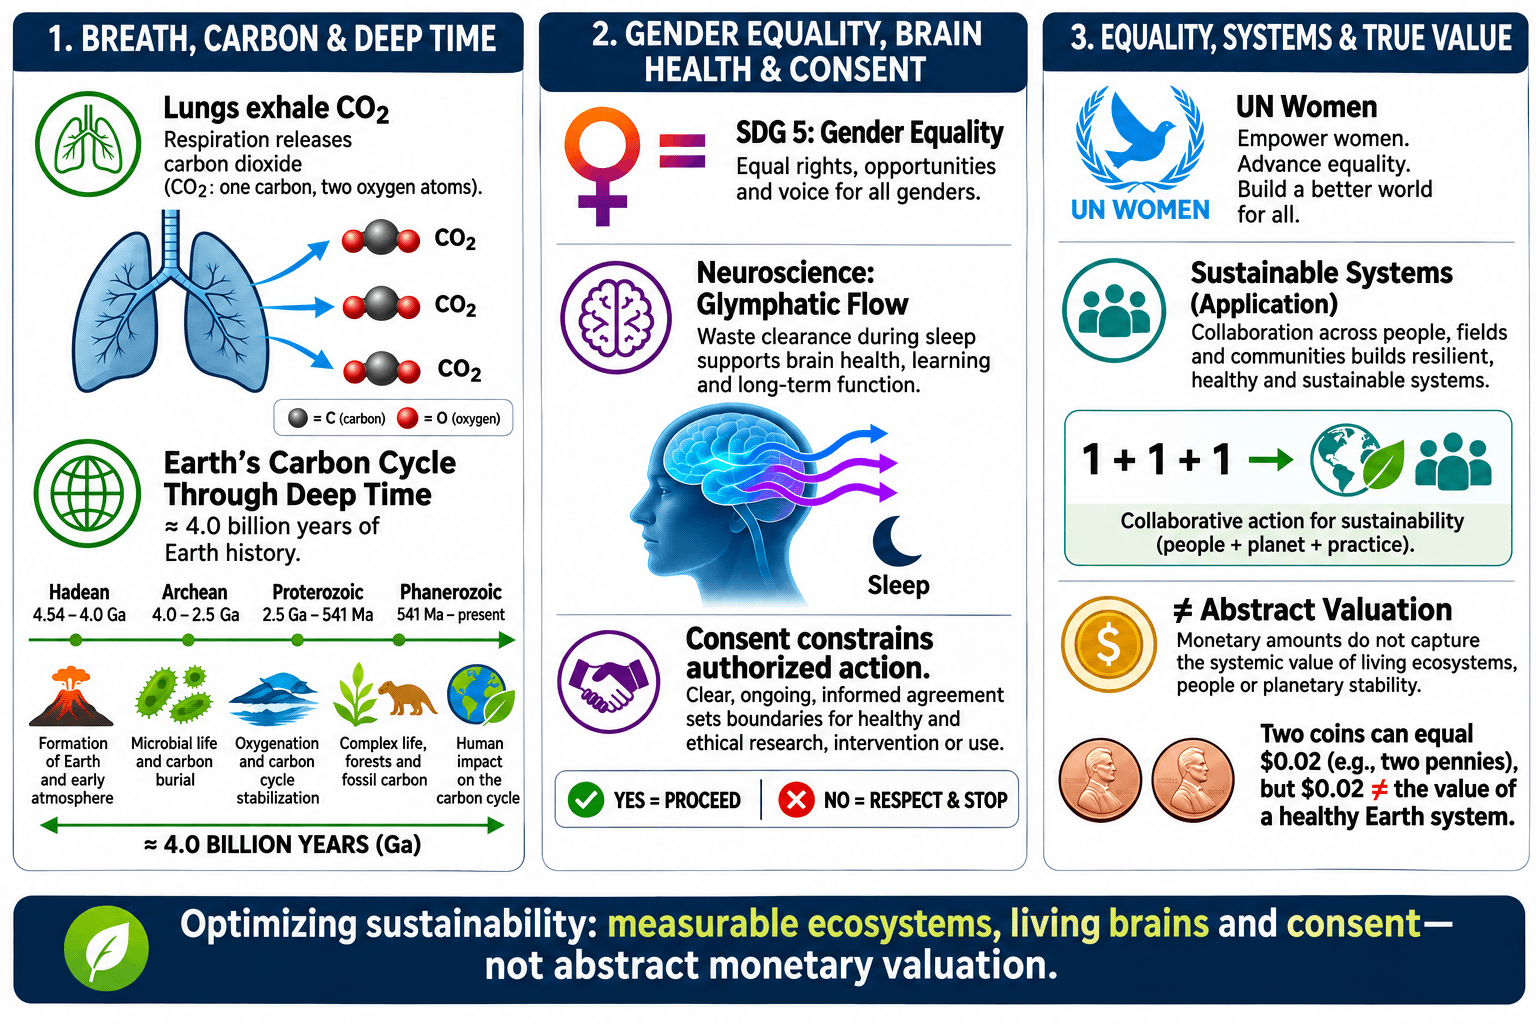 1. BREATH, CARBON & DEEP TIME
Lungs exhale CO₂
Respiration releases
carbon dioxide
(CO₂: one carbon, two oxygen atoms).
CO₂
CO₂
CO₂
= C (carbon) = O (oxygen)
Earth's Carbon Cycle
Through Deep Time
≈ 4.0 billion years of
Earth history.
Hadean
4.54 – 4.0 Ga
Archean
4.0 – 2.5 Ga
Proterozoic
2.5 Ga – 541 Ma
Phanerozoic
541 Ma – present
Formation
of Earth
and early
atmosphere
Microbial life
and carbon
burial
Oxygenation
and carbon
cycle
stabilization
Complex life,
forests and
fossil carbon
Human
impact
on the
carbon cycle
≈ 4.0 BILLION YEARS (Ga)
2. GENDER EQUALITY, BRAIN
HEALTH & CONSENT
SDG 5: Gender Equality
Equal rights, opportunities
and voice for all genders.
Neuroscience:
Glymphatic Flow
Waste clearance during sleep
supports brain health, learning
and long-term function.
Sleep
Consent constrains
authorized action.
Clear, ongoing, informed agreement
sets boundaries for healthy and
ethical research, intervention or use.
YES = PROCEED
NO = RESPECT & STOP
3. EQUALITY, SYSTEMS & TRUE VALUE
UN WOMEN
UN Women
Empower women.
Advance equality.
Build a better world
for all.
Sustainable Systems
(Application)
Collaboration across people, fields
and communities builds resilient,
healthy and sustainable systems.
1 + 1 + 1
Collaborative action for sustainability
(people + planet + practice).
$
≠ Abstract Valuation
Monetary amounts do not capture
the systemic value of living ecosystems,
people or planetary stability.
Two coins can equal
$0.02 (e.g., two pennies),
but $0.02 ≠ the value of
a healthy Earth system.
Optimizing sustainability: measurable ecosystems, living brains and consent—
not abstract monetary valuation.